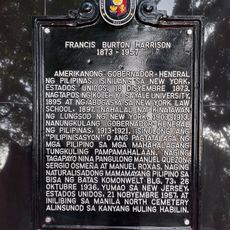 FRANCIS BURTON HARRISON
1873 – 1957
AMERIKANONG GOBERNADOR-HENERAL
NG PILIPINAS, ISINILANG SA NEW YORK,
ESTADOS UNIDOS, 18 DISYEMBRE 1873.
NAGTAPOS NG KOLEHIYO SA YALE UNIVERSITY,
1895 AT NG ABOGASYA SA NEW YORK LAW
SCHOOL, 1897. NAHALAL NA KINATAWAN
NG LUNGSOD NG NEW YORK, 1903-1913.
NANUNGKULANG GOBERNADOR-HENERAL
NG PILIPINAS, 1913-1921. ISINULONG ANG
"PILIPINISASYON" O ANG PAGTATALAGA NG
MGA PILIPINO SA MGA MAHAHALAGANG
TUNGKULING PAMPAMAHALAAN. NAGING
TAGAPAYO NINA PANGULONG MANUEL QUEZON,
SERGIO OSMEÑA AT MANUEL ROXAS. NAGING
NATURALISADONG MAMAMAYANG PILIPINO SA
BISA NG BATAS KOMONWELT BLG. 73, 28
OKTUBRE 1936. YUMAO SA NEW JERSEY,
ESTADOS UNIDOS, 21 NOBYEMBRE 1957, AT
INILIBING SA MANILA NORTH CEMETERY
ALINSUNOD SA KANYANG HULING HABILIN.